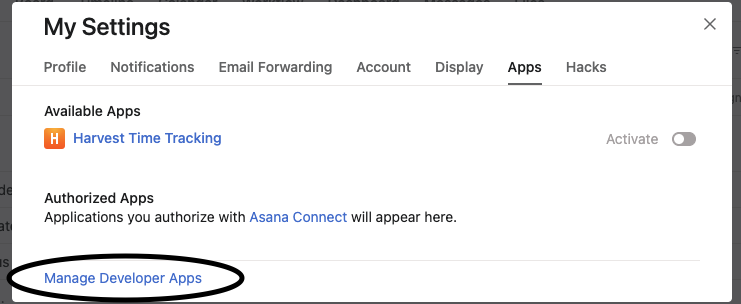 My Settings
Profile Notifications Email Forwarding Account Display Apps Hacks
Available Apps
H Harvest Time Tracking Activate
Authorized Apps
Applications you authorize with Asana Connect will appear here.
Manage Developer Apps